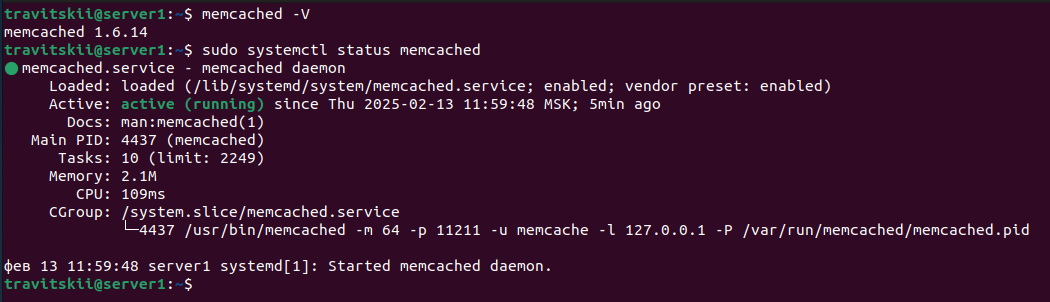 travitskii@server1:~$ memcached -V
memcached 1.6.14
travitskii@server1:~$ sudo systemctl status memcached
● memcached.service - memcached daemon
     Loaded: loaded (/lib/systemd/system/memcached.service; enabled; vendor preset: enabled)
     Active: active (running) since Thu 2025-02-13 11:59:48 MSK; 5min ago
       Docs: man:memcached(1)
   Main PID: 4437 (memcached)
      Tasks: 10 (limit: 2249)
     Memory: 2.1M
        CPU: 109ms
     CGroup: /system.slice/memcached.service
             └─4437 /usr/bin/memcached -m 64 -p 11211 -u memcache -l 127.0.0.1 -P /var/run/memcached/memcached.pid
фев 13 11:59:48 server1 systemd[1]: Started memcached daemon.
travitskii@server1:~$